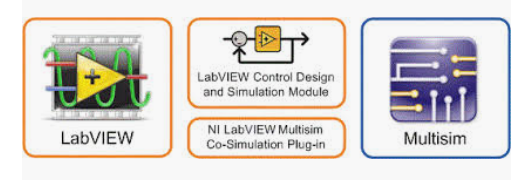 LabVIEW
LabVIEW Control Design
and Simulation Module
NI LabVIEW Multisim
Co-Simulation Plug-in
Multisim